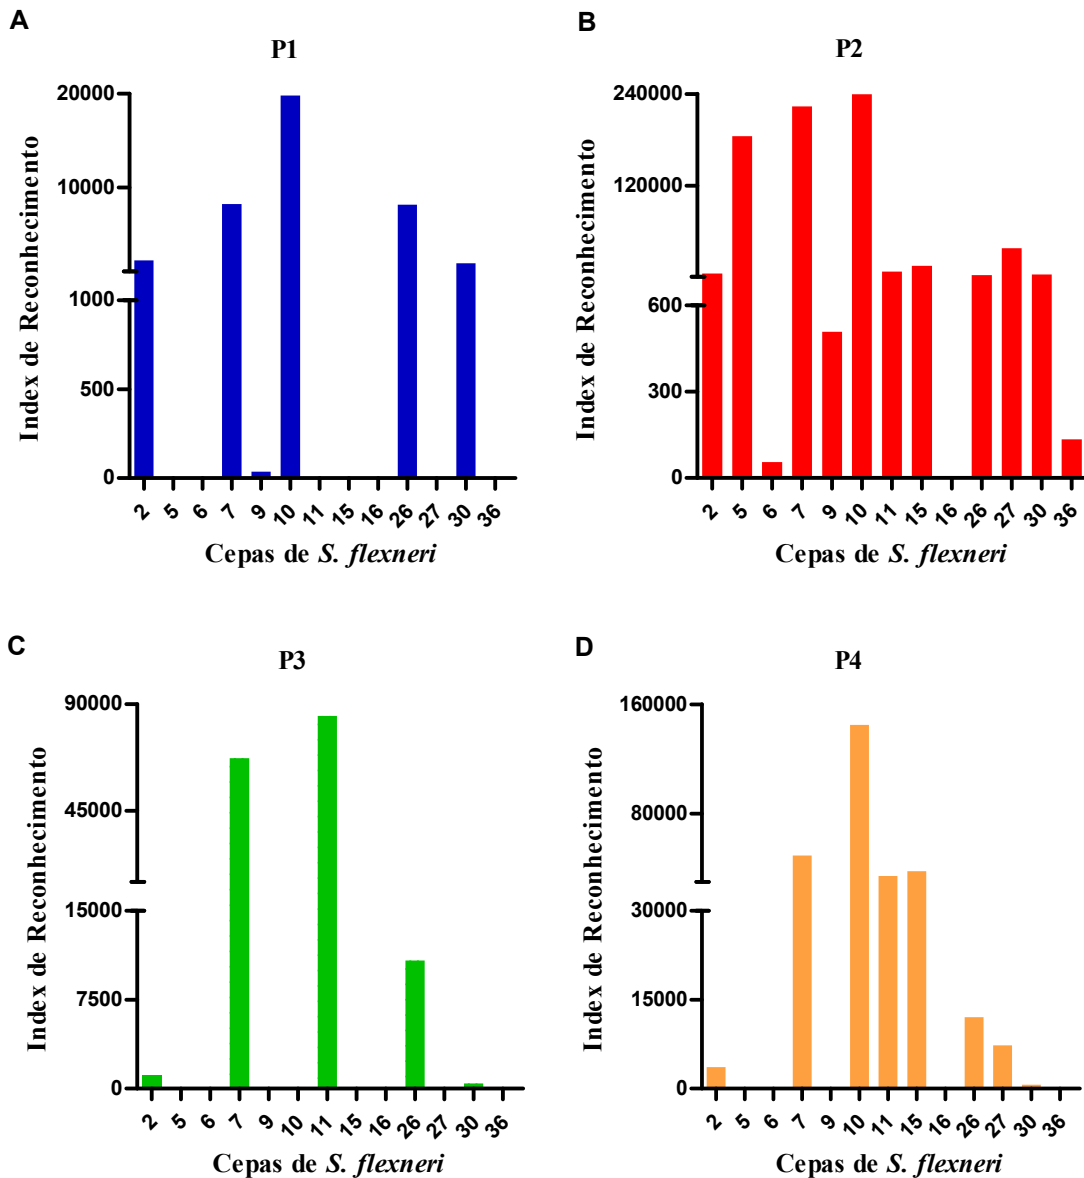 A
P1
Index de Reconhecimento
20000
10000
1000
500
0
2 5 6 7 9 10 11 15 16 26 27 30 36
Cepas de S. flexneri
B
P2
Index de Reconhecimento
240000
120000
600
300
0
2 5 6 7 9 10 11 15 16 26 27 30 36
Cepas de S. flexneri
C
P3
Index de Reconhecimento
90000
45000
15000
7500
0
2 5 6 7 9 10 11 15 16 26 27 30 36
Cepas de S. flexneri
D
P4
Index de Reconhecimento
160000
80000
30000
15000
0
2 5 6 7 9 10 11 15 16 26 27 30 36
Cepas de S. flexneri